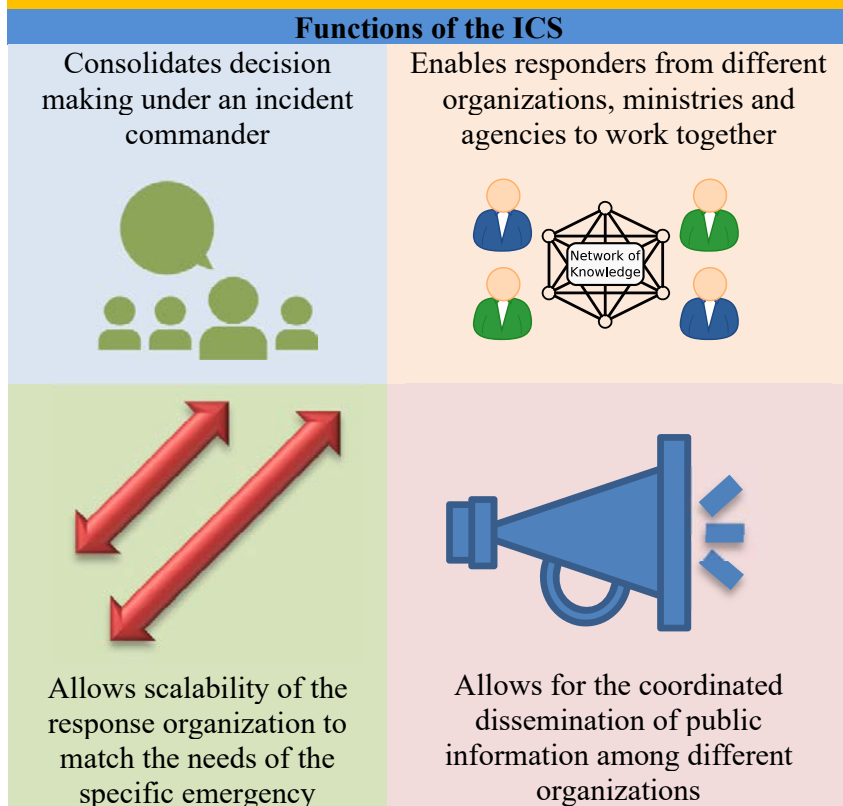 Functions of the ICS
Consolidates decision
making under an incident
commander
Enables responders from different
organizations, ministries and
agencies to work together
Network of
Knowledge
Allows scalability of the
response organization to
match the needs of the
specific emergency
Allows for the coordinated
dissemination of public
information among different
organizations